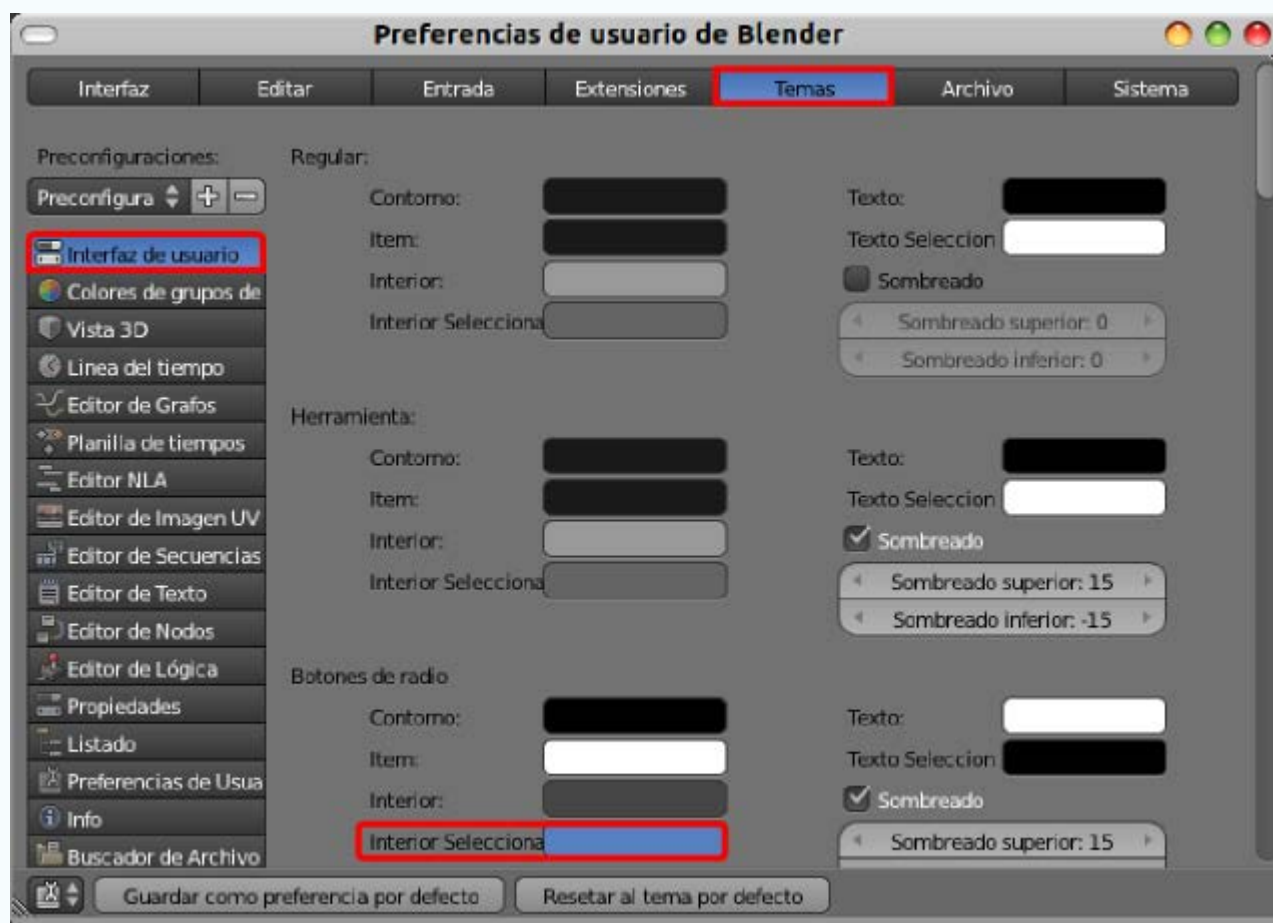 Preferencias de usuario de Blender
Interfaz Editar Entrada Extensiones Temas Archivo Sistema
Preconfiguraciones:
Preconfigura
Interfaz de usuario
Colores de grupos de
Vista 3D
Linea del tiempo
Editor de Grafos
Planilla de tiempos
Editor NLA
Editor de Imagen UV
Editor de Secuencias
Editor de Texto
Editor de Nodos
Editor de Lógica
Propiedades
Listado
Preferencias de Usua
Info
Buscador de Archivo
Regular:
Contorno:
Item:
Interior:
Interior Selecciona
Texto:
Texto Seleccion
Sombreado
Sombreado superior: 0
Sombreado inferior: 0
Herramienta:
Contorno:
Item:
Interior:
Interior Selecciona
Texto:
Texto Seleccion
Sombreado
Sombreado superior: 15
Sombreado inferior: -15
Botones de radio
Contorno:
Item:
Interior:
Interior Selecciona
Texto:
Texto Seleccion
Sombreado
Sombreado superior: 15
Guardar como preferencia por defecto
Resetar al tema por defecto